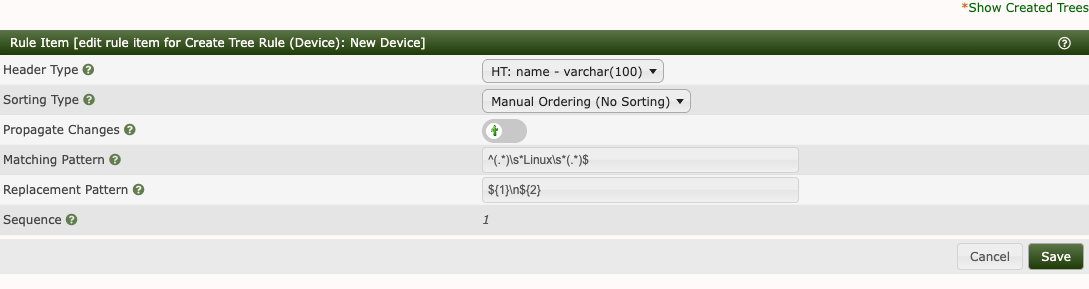 *Show Created Trees
Rule Item [edit rule item for Create Tree Rule (Device): New Device]
Header Type HT: name - varchar(100)
Sorting Type Manual Ordering (No Sorting)
Propagate Changes
Matching Pattern ^(.*)\s*Linux\s*(.*)$
Replacement Pattern ${1}\n${2}
Sequence 1
Cancel Save